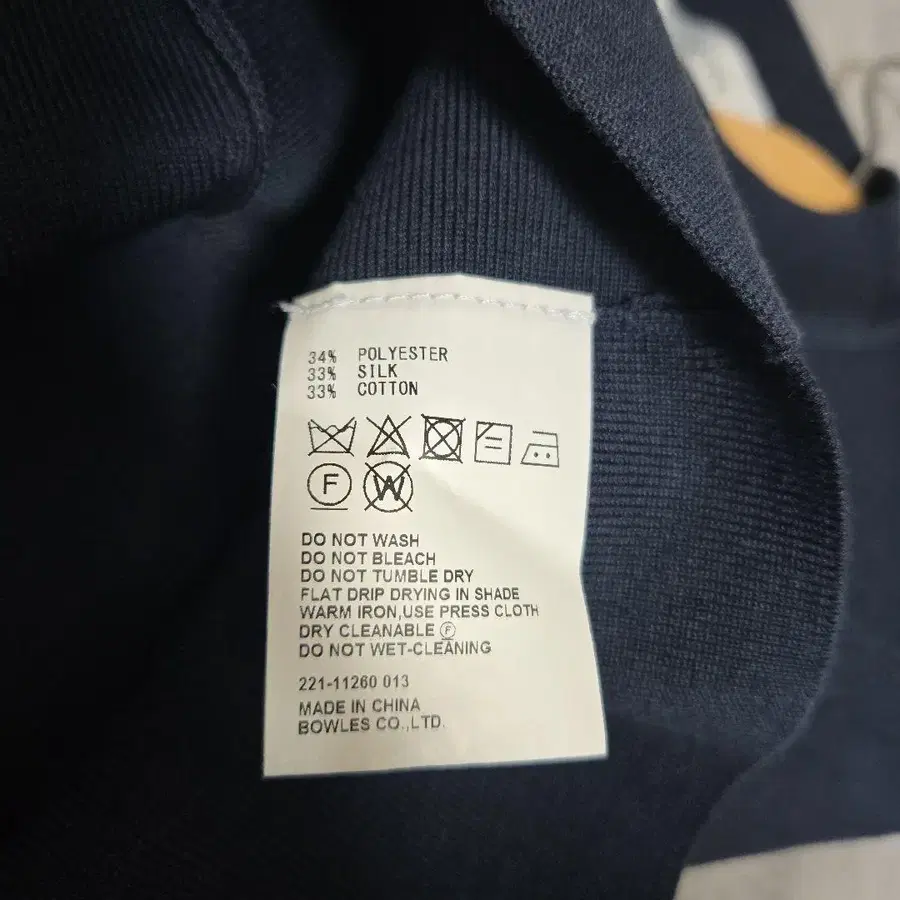 34% POLYESTER
33% SILK
33% COTTON
F W
DO NOT WASH
DO NOT BLEACH
DO NOT TUMBLE DRY
FLAT DRIP DRYING IN SHADE
WARM IRON,USE PRESS CLOTH
DRY CLEANABLE Ⓕ
DO NOT WET-CLEANING
221-11260 013
MADE IN CHINA
BOWLES CO.,LTD.